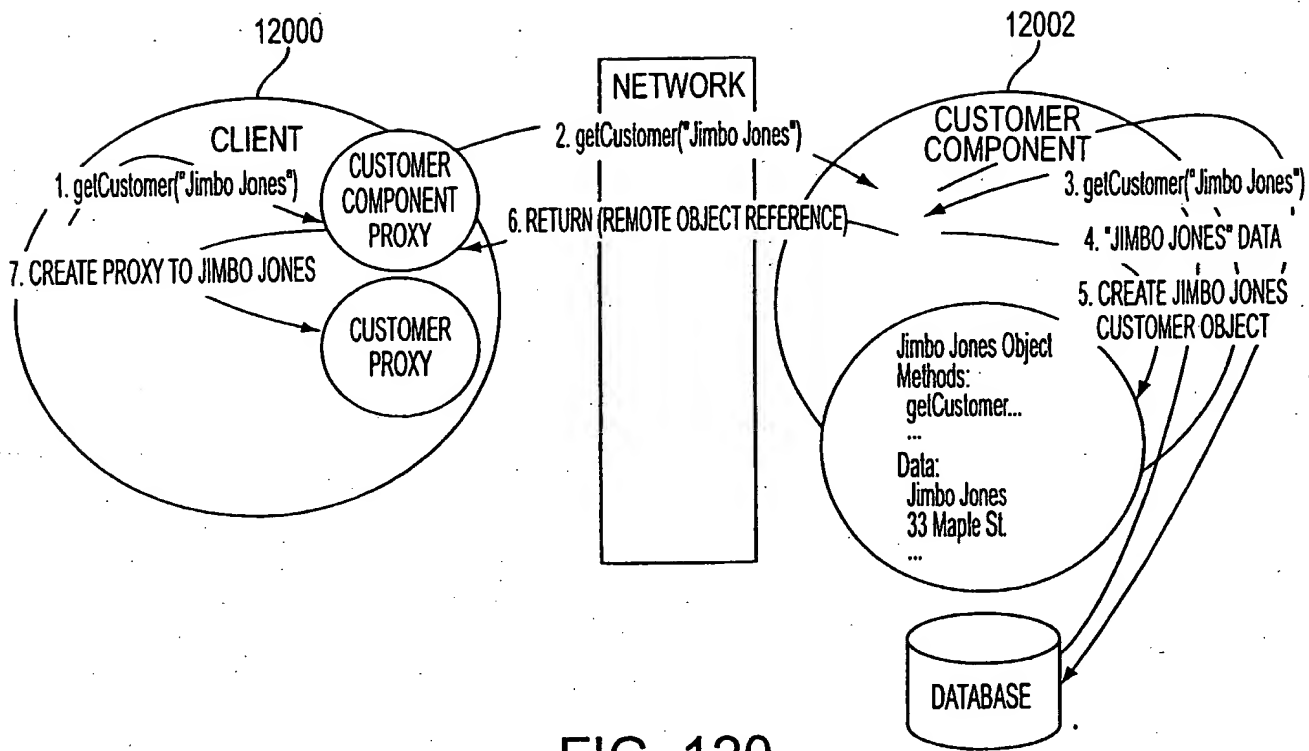 12000
12002
NETWORK
CLIENT
1. getCustomer("Jimbo Jones")
CUSTOMER
COMPONENT
PROXY
2. getCustomer("Jimbo Jones")
CUSTOMER
COMPONENT
3. getCustomer("Jimbo Jones")
6. RETURN (REMOTE OBJECT REFERENCE)
4. "JIMBO JONES" DATA
7. CREATE PROXY TO JIMBO JONES
5. CREATE JIMBO JONES
CUSTOMER OBJECT
CUSTOMER
PROXY
Jimbo Jones Object
Methods:
getCustomer...
...
Data:
Jimbo Jones
33 Maple St.
...
DATABASE
FIG. 120